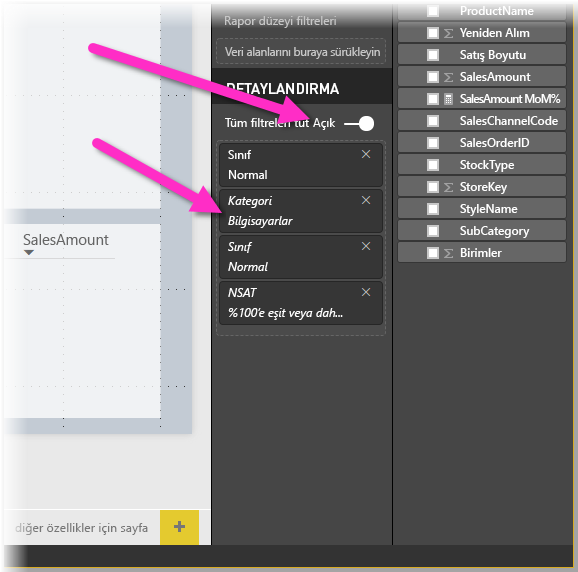 Rapor düzeyi filtreleri
Veri alanlarını buraya sürükleyin
DETAYLANDIRMA
Tüm filtreleri tut Açık
Sınıf
Normal
Kategori
Bilgisayarlar
Sınıf
Normal
NSAT
%100'e eşit veya dah...
SalesAmount
diğer özellikler için sayfa
ProductName
Yeniden Alım
Satış Boyutu
SalesAmount
SalesAmount MoM%
SalesChannelCode
SalesOrderID
StockType
StoreKey
StyleName
SubCategory
Birimler